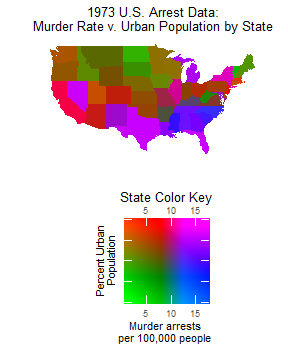 1973 U.S. Arrest Data:
Murder Rate v. Urban Population by State
State Color Key
5 10 15
Percent Urban
Population
5 10 15
Murder arrests
per 100,000 people